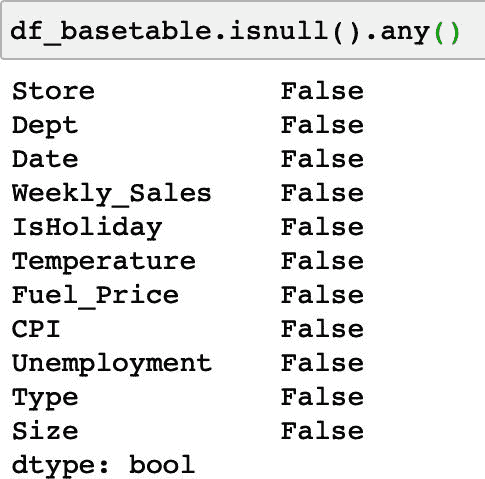 df_basetable.isnull().any()
Store False
Dept False
Date False
Weekly_Sales False
IsHoliday False
Temperature False
Fuel_Price False
CPI False
Unemployment False
Type False
Size False
dtype: bool